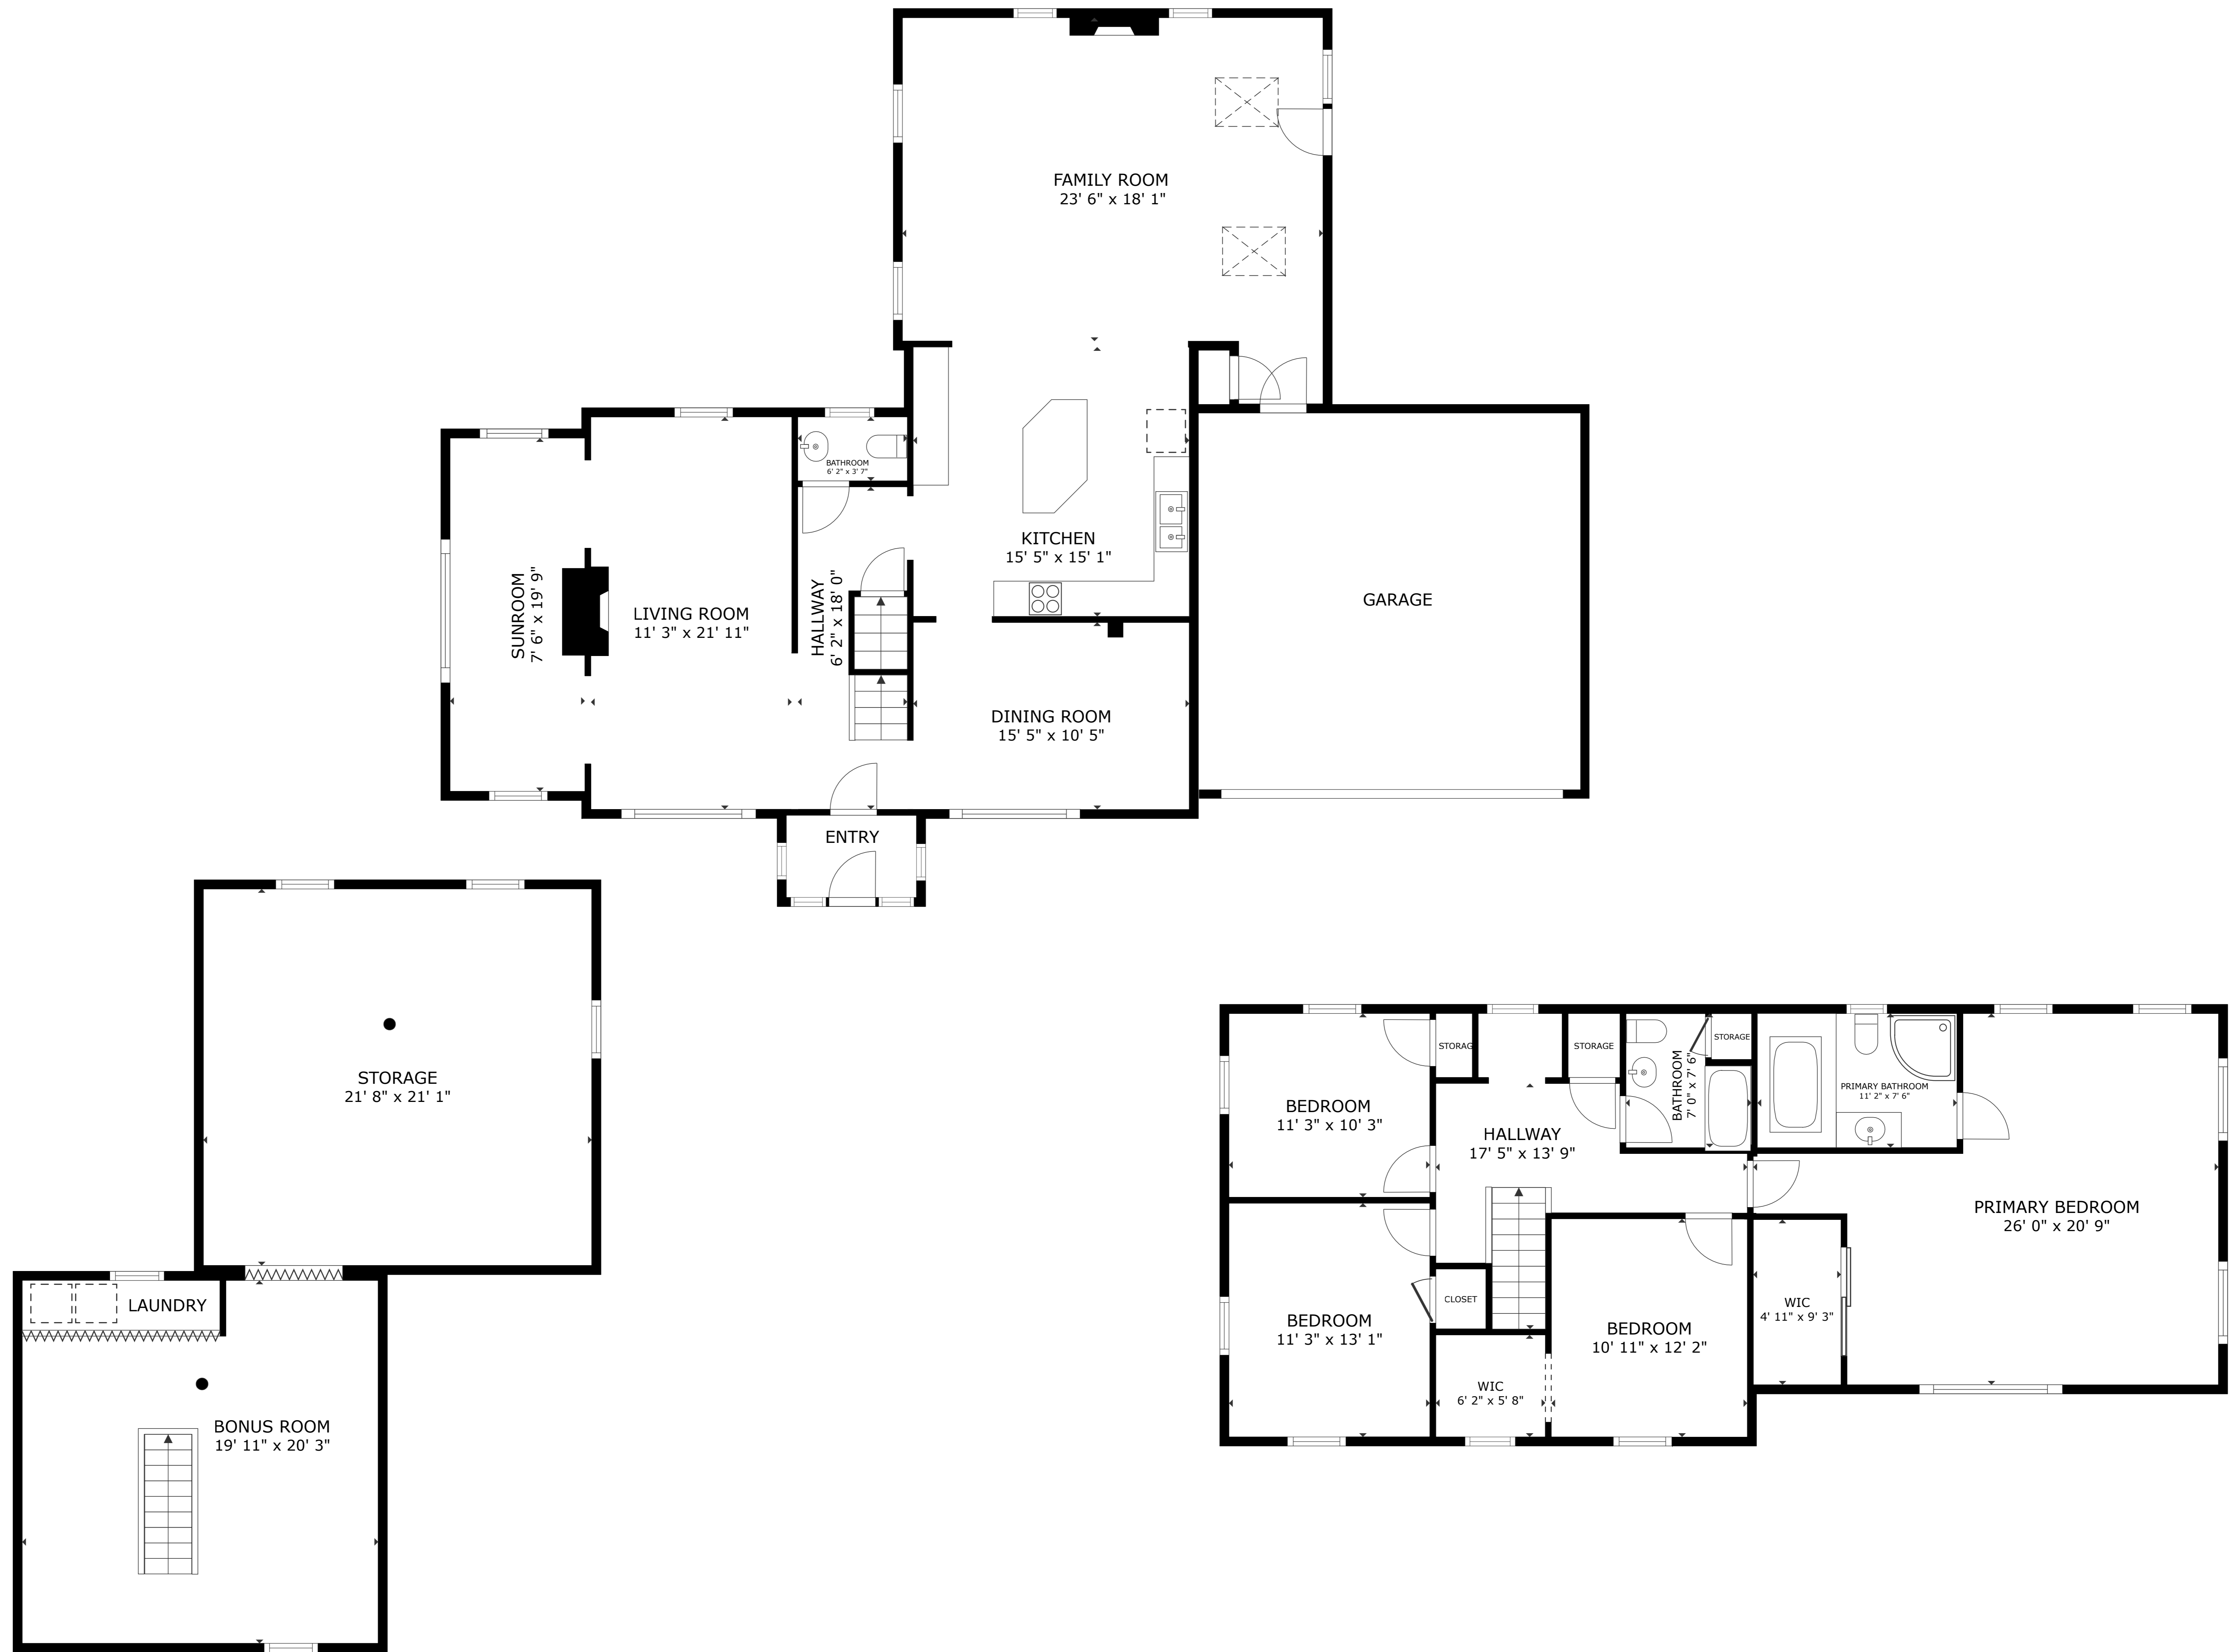 FAMILY ROOM
23' 6" x 18' 1"
BATHROOM
6' 2" x 3' 7"
KITCHEN
15' 5" x 15' 1"
SUNROOM
7' 6" x 19' 9"
LIVING ROOM
11' 3" x 21' 11"
HALLWAY
6' 2" x 18' 0"
GARAGE
DINING ROOM
15' 5" x 10' 5"
ENTRY
STORAGE
21' 8" x 21' 1"
LAUNDRY
BONUS ROOM
19' 11" x 20' 3"
STORAG
STORAGE
STORAGE
BATHROOM
7' 0" x 7' 6"
PRIMARY BATHROOM
11' 2" x 7' 6"
BEDROOM
11' 3" x 10' 3"
HALLWAY
17' 5" x 13' 9"
PRIMARY BEDROOM
26' 0" x 20' 9"
CLOSET
WIC
4' 11" x 9' 3"
BEDROOM
11' 3" x 13' 1"
BEDROOM
10' 11" x 12' 2"
WIC
6' 2" x 5' 8"